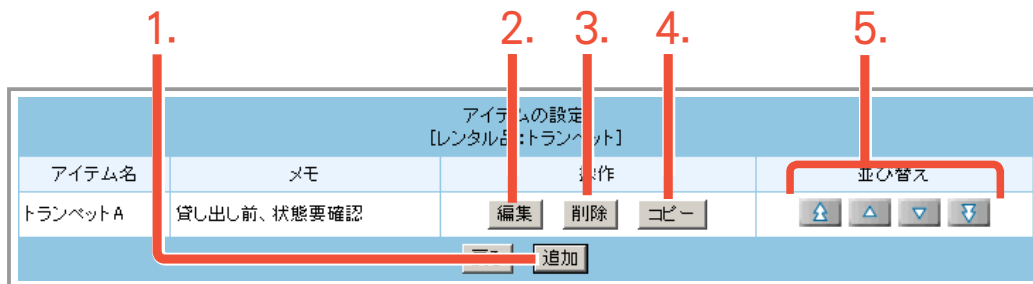 1. 2. 3. 4. 5.
アイテムの設定
[レンタル品:トランペット]
アイテム名 メモ 操作 並び替え
トランペットA 貸し出し前、状態要確認 編集 削除 コピー
追加